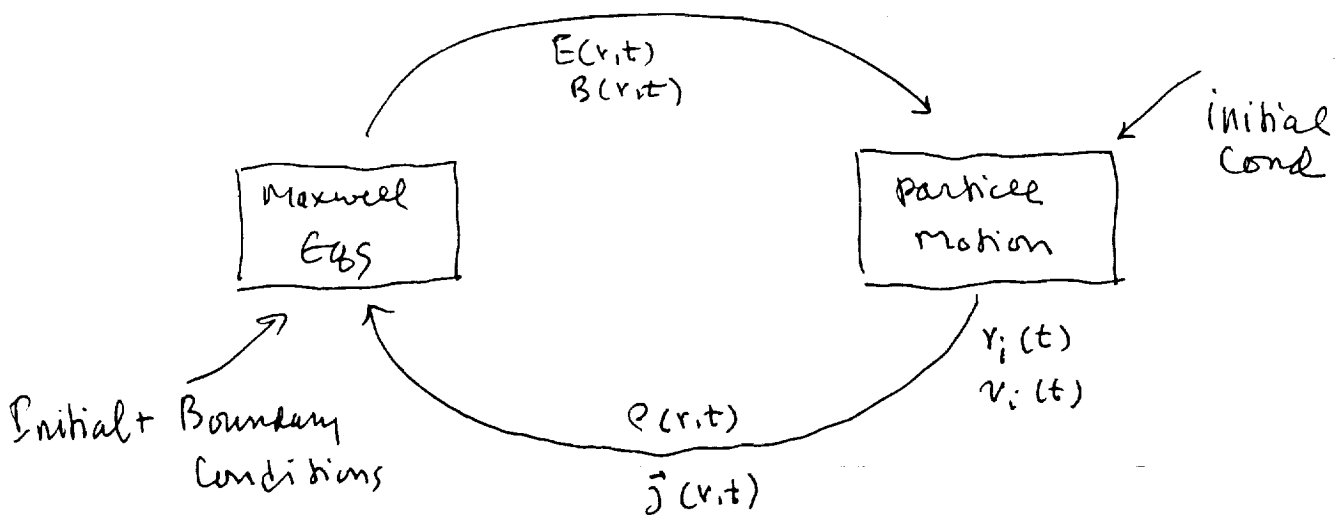 E(r,t)
B(r,t)
initial
Cond
Maxwell
Eqs
Particle
Motion
r_i (t)
v_i (t)
Initial + Boundary
Conditions
ρ(r,t)
j⃗(r,t)